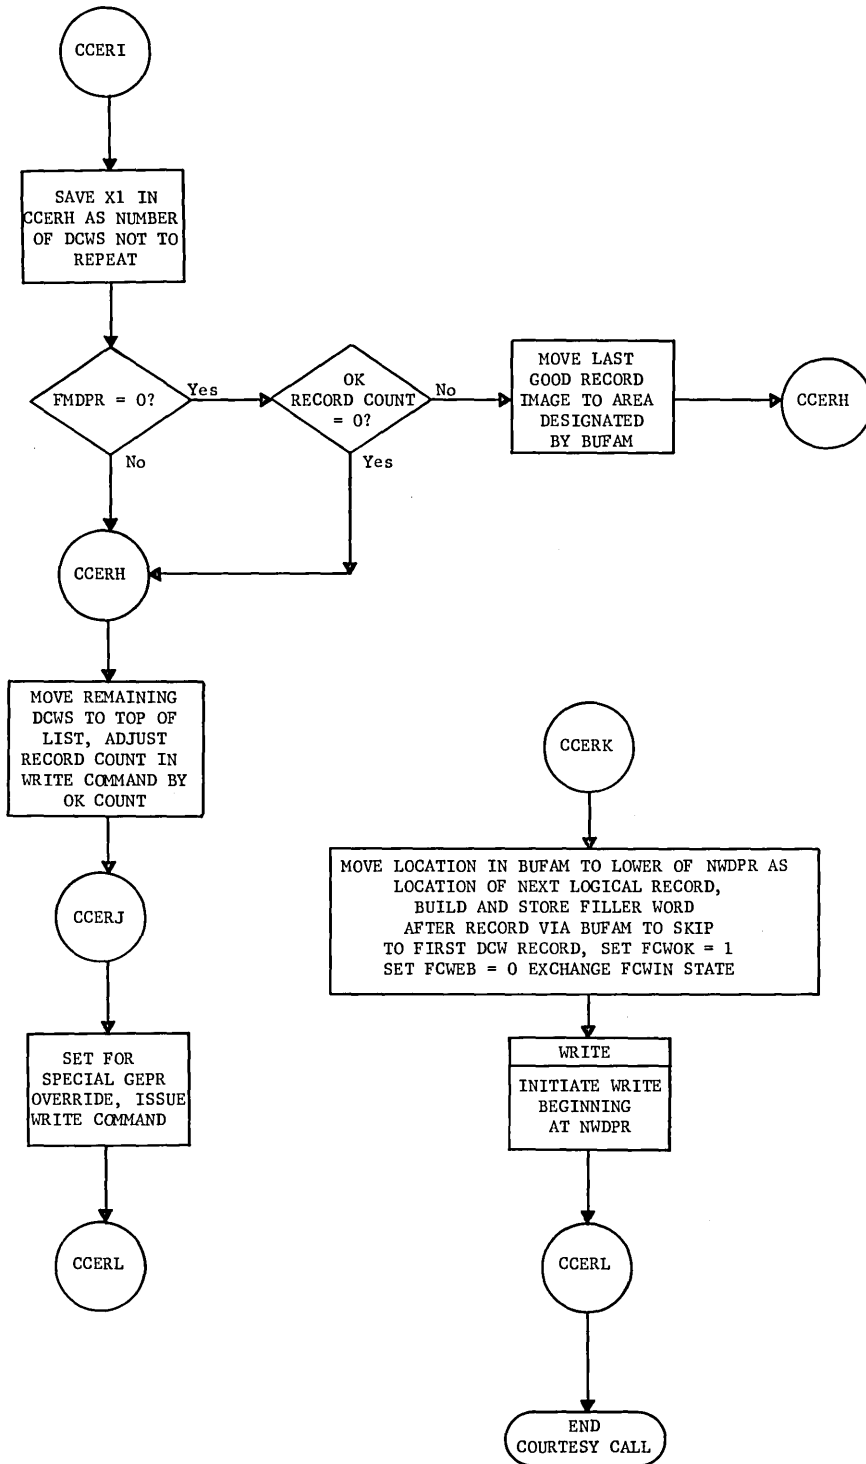 CCERI
SAVE X1 IN
CCERH AS NUMBER
OF DCWS NOT TO
REPEAT
FMDPR = 0?
Yes
No
OK
RECORD COUNT
= 0?
No
Yes
MOVE LAST
GOOD RECORD
IMAGE TO AREA
DESIGNATED
BY BUFAM
CCERH
CCERH
MOVE REMAINING
DCWS TO TOP OF
LIST, ADJUST
RECORD COUNT IN
WRITE COMMAND BY
OK COUNT
CCERJ
SET FOR
SPECIAL GEPR
OVERRIDE, ISSUE
WRITE COMMAND
CCERL
CCERK
MOVE LOCATION IN BUFAM TO LOWER OF NWDPR AS
LOCATION OF NEXT LOGICAL RECORD,
BUILD AND STORE FILLER WORD
AFTER RECORD VIA BUFAM TO SKIP
TO FIRST DCW RECORD, SET FCWOK = 1
SET FCWEB = 0 EXCHANGE FCWIN STATE
WRITE
INITIATE WRITE
BEGINNING
AT NWDPR
CCERL
END
COURTESY CALL